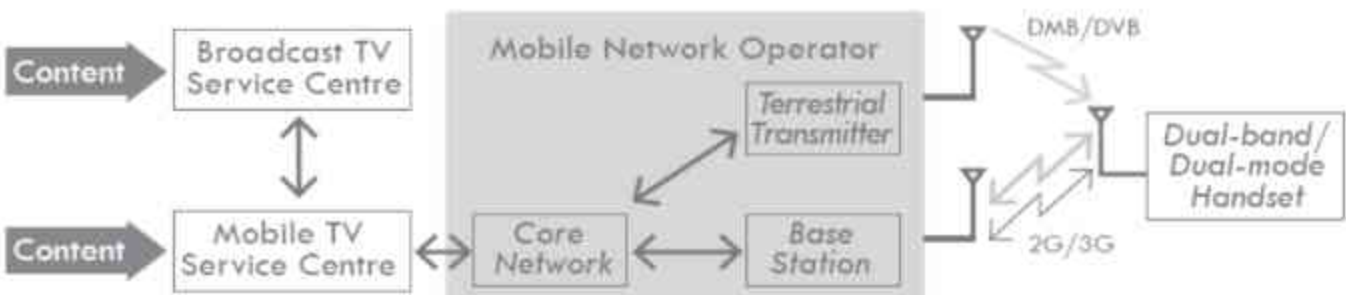 Content
Broadcast TV
Service Centre
Mobile Network Operator
Terrestrial
Transmitter
DMB/DVB
Dual-band/
Dual-mode
Handset
Content
Mobile TV
Service Centre
Core
Network
Base
Station
2G/3G